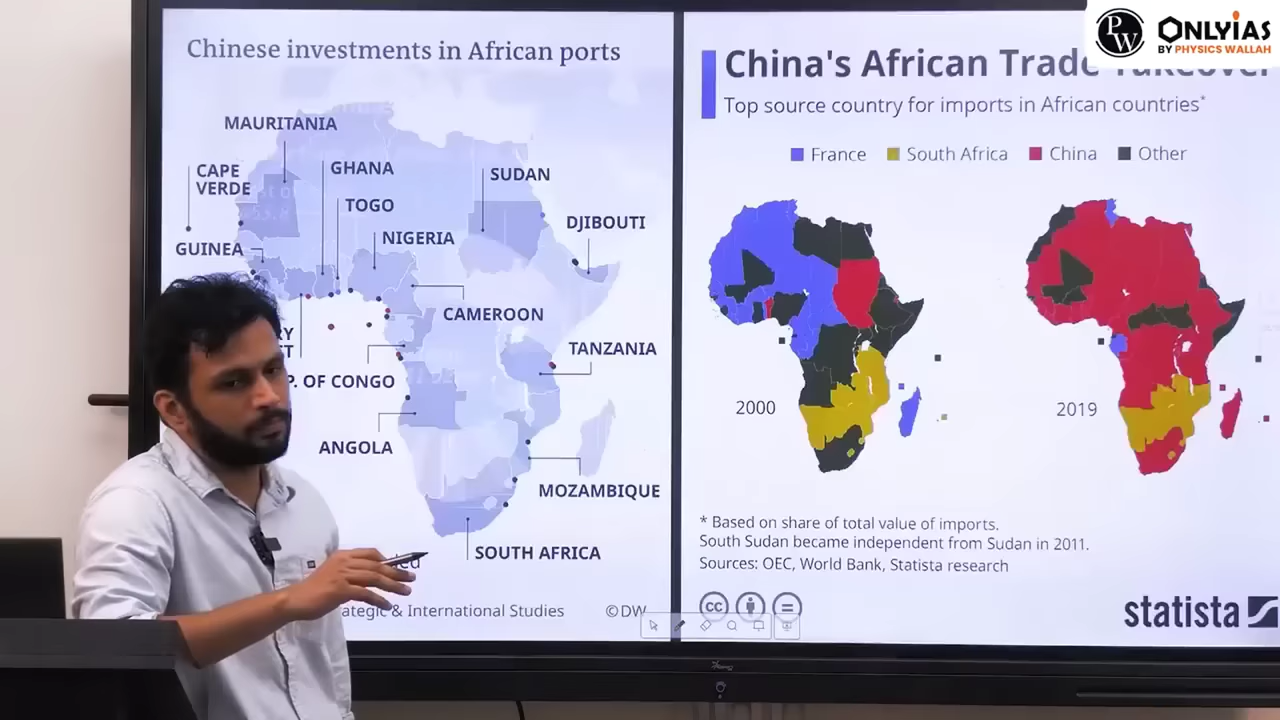 Chinese investments in African ports
MAURITANIA
CAPE
VERDE
GHANA
SUDAN
TOGO
DJIBOUTI
NIGERIA
GUINEA
CAMEROON
TANZANIA
P. OF CONGO
ANGOLA
MOZAMBIQUE
SOUTH AFRICA
& International Studies
©DW
China's African Trade Takeover
Top source country for imports in African countries*
France
South Africa
China
Other
2000
2019
* Based on share of total value of imports.
South Sudan became independent from Sudan in 2011.
Sources: OEC, World Bank, Statista research
cc
=
statista
PW
ONLYIAS
BY PHYSICS WALLAH